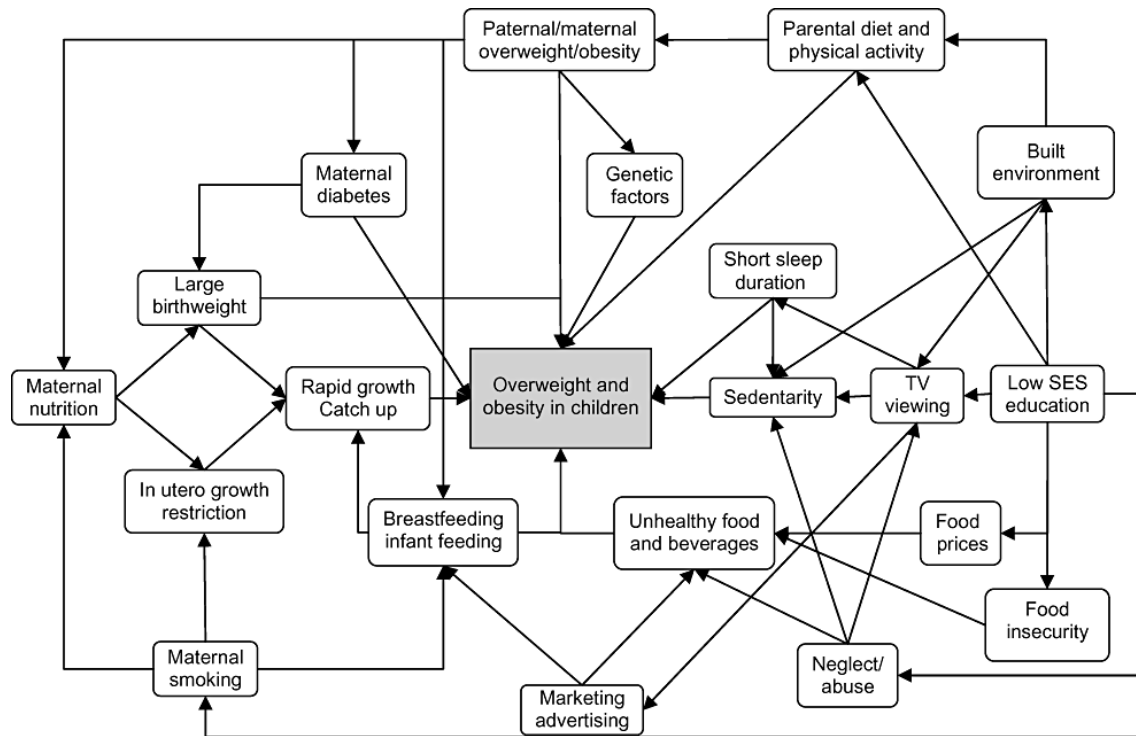 Paternal/maternal
overweight/obesity
Parental diet and
physical activity
Built
environment
Maternal
diabetes
Genetic
factors
Short sleep
duration
Large
birthweight
Maternal
nutrition
Rapid growth
Catch up
Overweight and
obesity in children
Sedentarity
TV
viewing
Low SES
education
In utero growth
restriction
Breastfeeding
infant feeding
Unhealthy food
and beverages
Food
prices
Food
insecurity
Maternal
smoking
Marketing
advertising
Neglect/
abuse